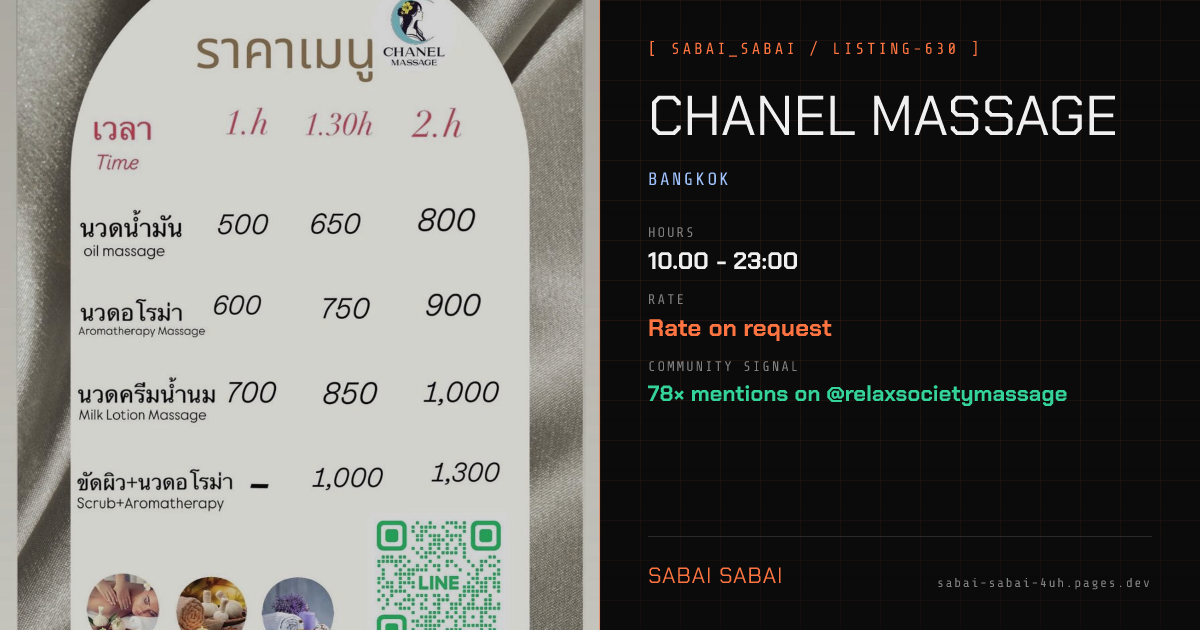 ราคาเมนู
CHANEL
MASSAGE
เวลา 1.h 1.30h 2.h
Time
นวดน้ำมัน 500 650 800
oil massage
นวดอโรม่า 600 750 900
Aromatherapy Massage
นวดครีมน้ำนม 700 850 1,000
Milk Lotion Massage
ขัดผิว+นวดอโรม่า - 1,000 1,300
Scrub+Aromatherapy
LINE
[ SABAI_SABAI / LISTING-630 ]
CHANEL MASSAGE
BANGKOK
HOURS
10.00 - 23:00
RATE
Rate on request
COMMUNITY SIGNAL
78× mentions on @relaxsocietymassage
SABAI SABAI
sabai-sabai-4uh.pages.dev